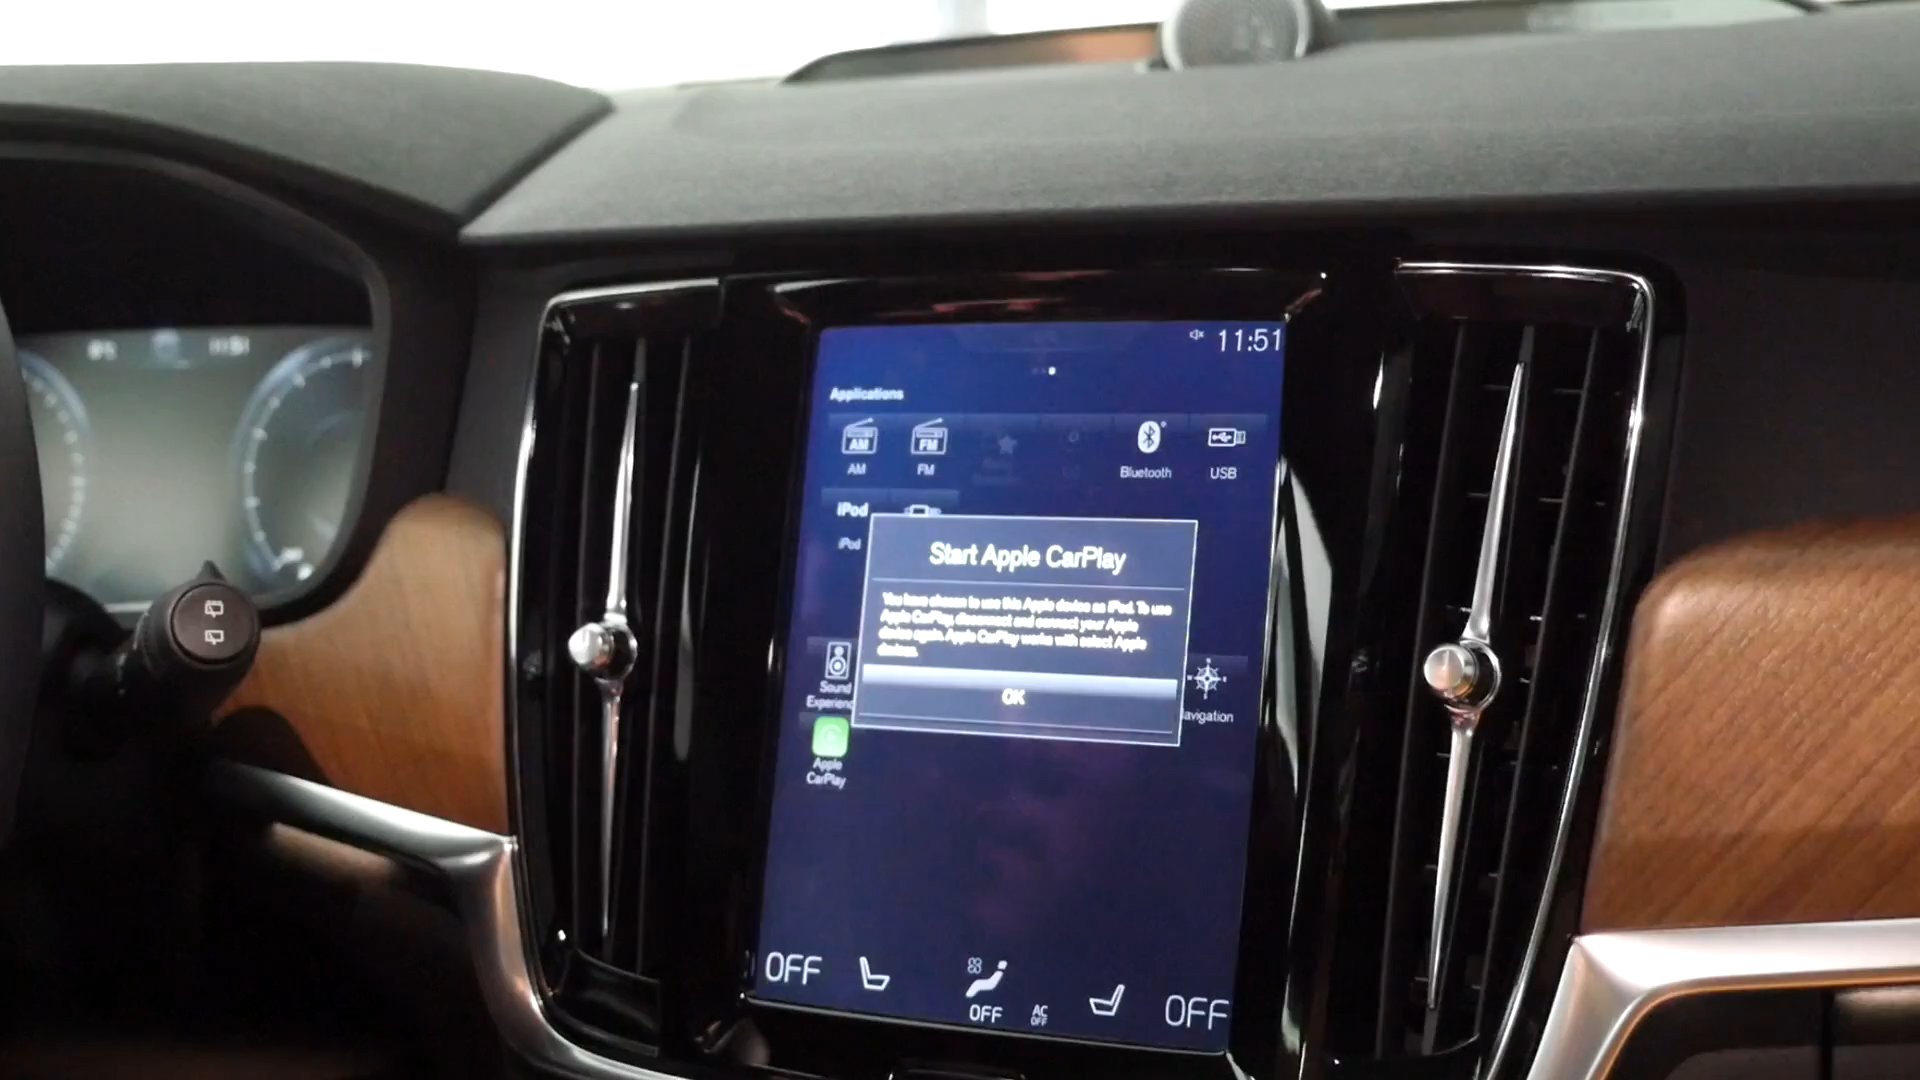 11:51
Applications
AM
FM
AM
FM
Bluetooth
USB
iPod
iPod
Start Apple CarPlay
You have chosen to use this Apple device as iPod. To use
Apple CarPlay, disconnect and connect your Apple
device again. Apple CarPlay works with select Apple
devices.
OK
Sound
Experience
Navigation
Apple
CarPlay
OFF
OFF
AC
OFF
OFF